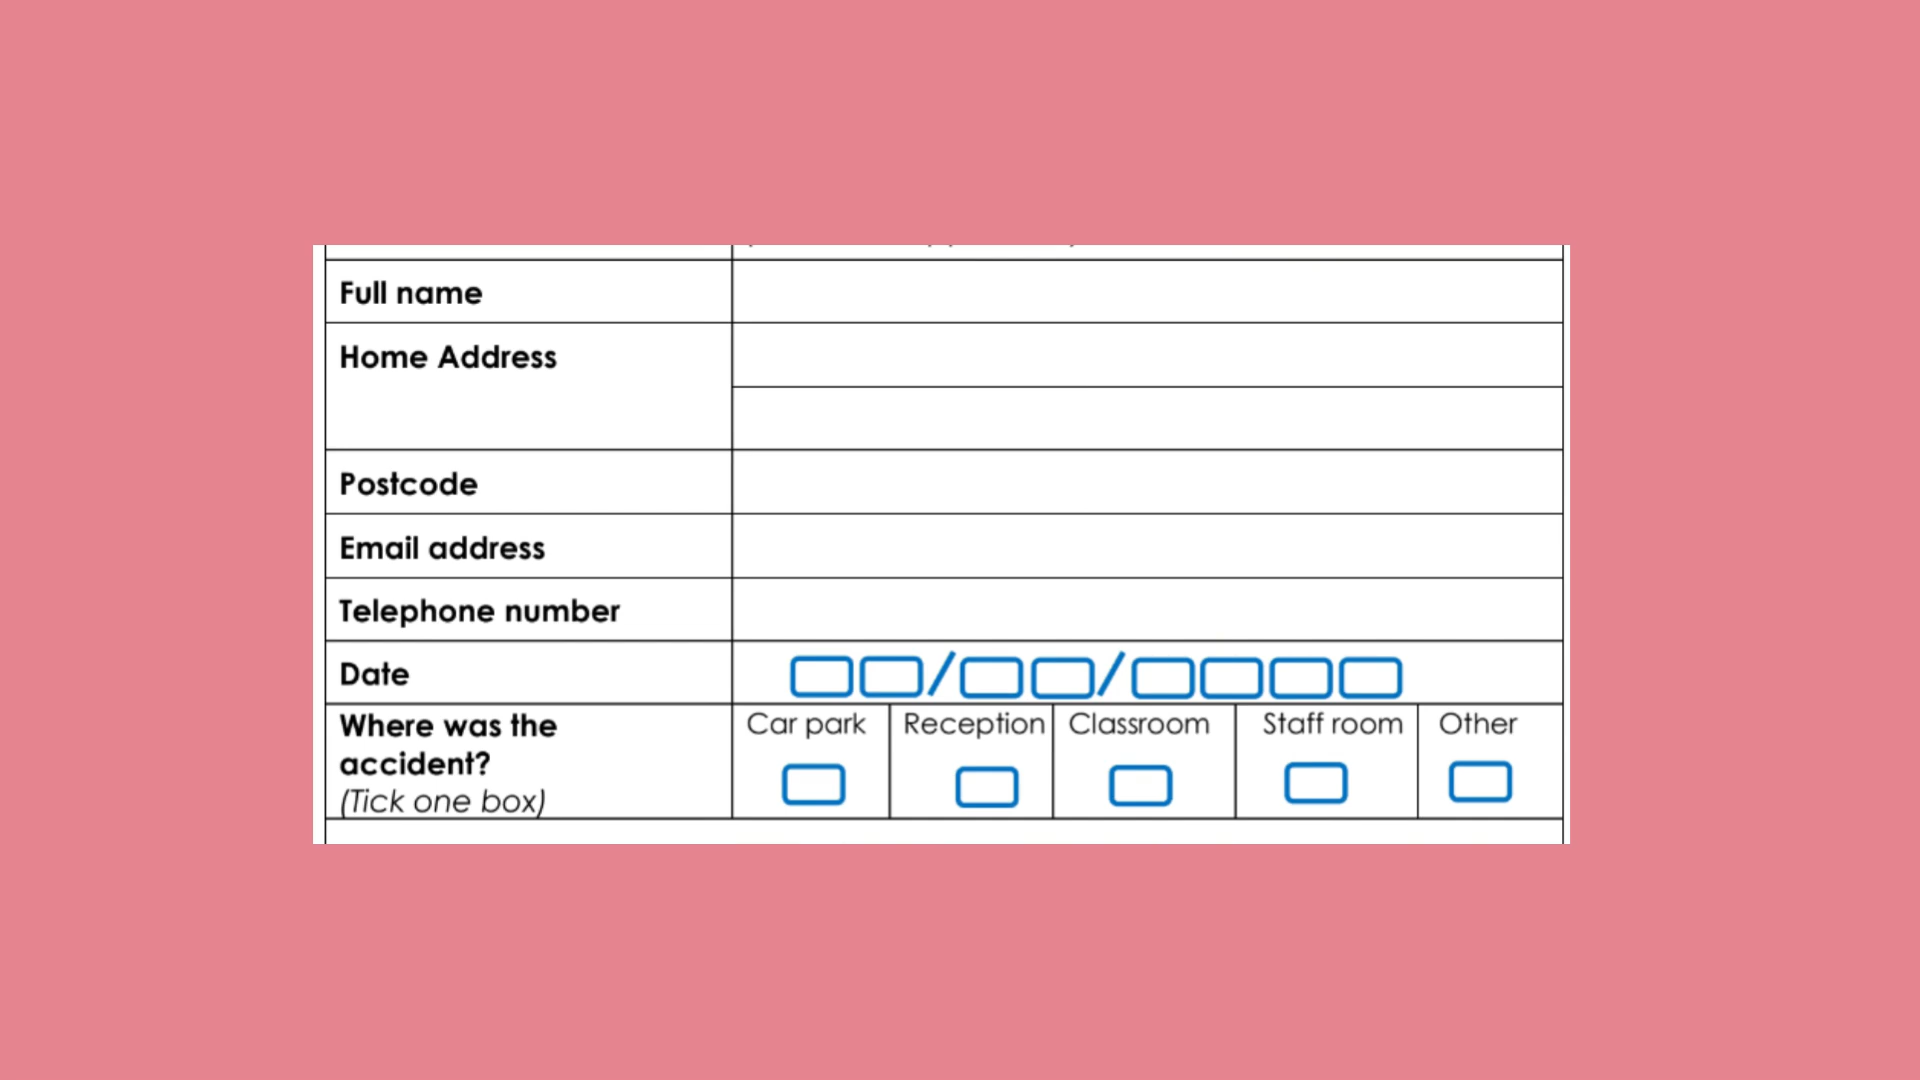 Full name
Home Address
Postcode
Email address
Telephone number
Date / /
Where was the
accident?
(Tick one box)
Car park Reception Classroom Staff room Other